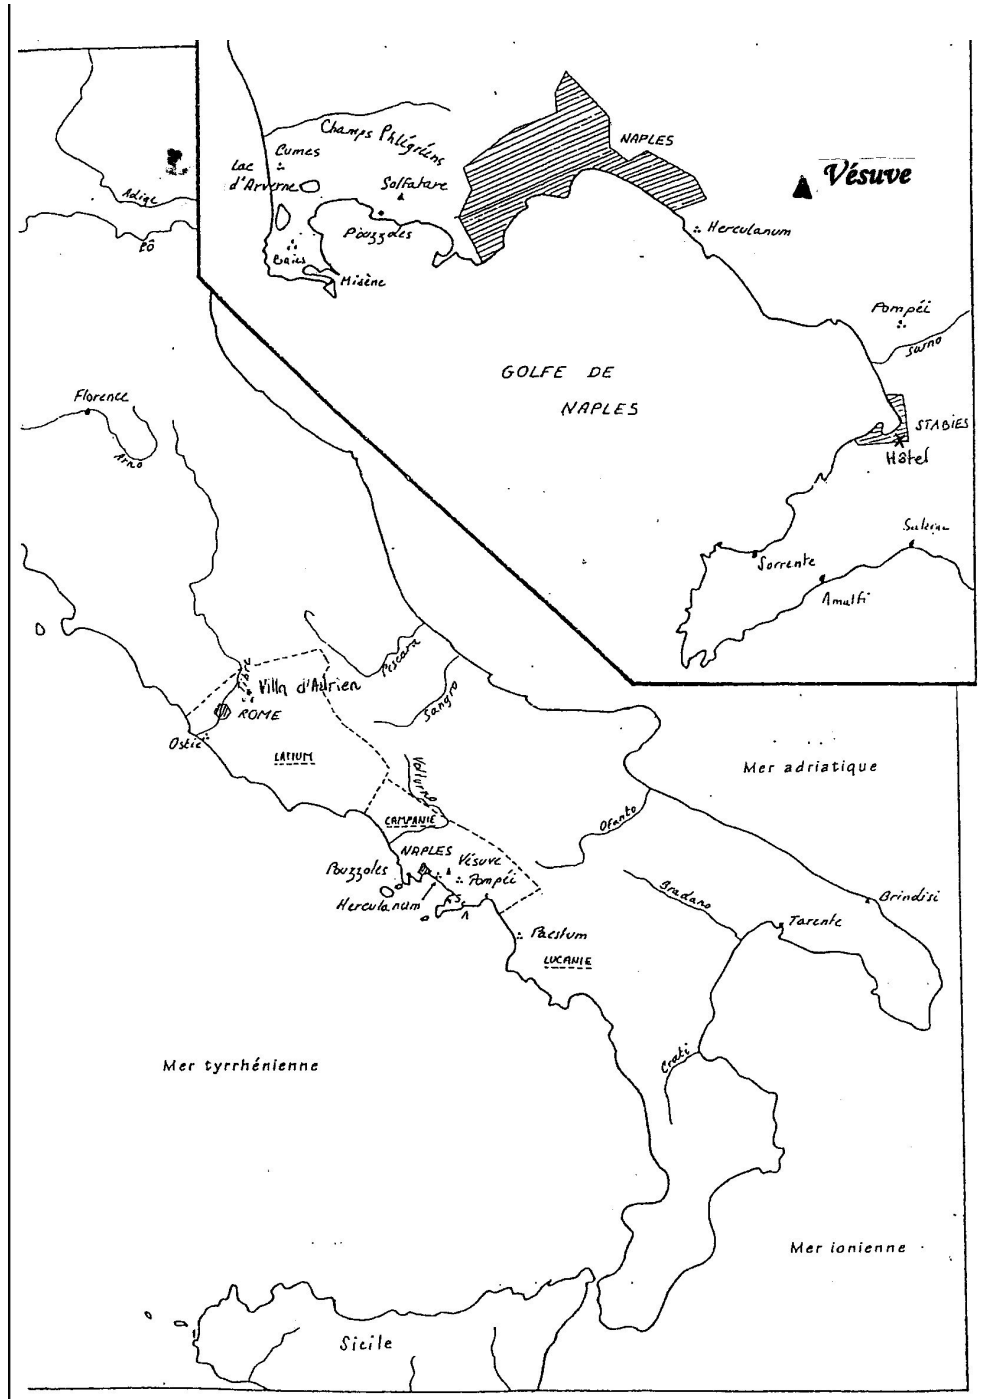 Champs Phlégréens
NAPLES
Cumes
Lac
d'Arverne
Solfatare
Vésuve
Pouzzoles
Herculanum
Baies
Misène
Adige
Pô
Pompéi
Sarno
GOLFE DE
NAPLES
STABIES
Hôtel
Florence
Arno
Salerne
Sorrente
Amalfi
Pescara
Sangro
Tibre
Villa d'Adrien
ROME
Ostie
LATIUM
Mer adriatique
Volturno
CAMPANIE
Ofanto
NAPLES
Vésuve
Pouzzoles
Pompéi
Herculanum
S
A
Bradano
Brindisi
Tarente
Paestum
LUCANIE
Mer tyrrhénienne
Crati
Mer ionienne
Sicile